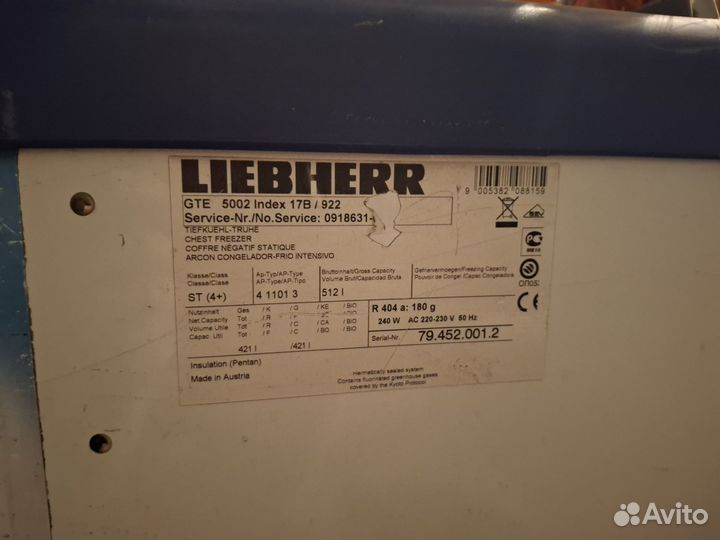 LIEBHERR
GTE 5002 Index 17B / 922
Service-Nr./No.Service: 0918631-
TIEFKUEHL-TRUHE
CHEST FREEZER
COFFRE NÉGATIF STATIQUE
ARCON CONGELADOR-FRIO INTENSIVO
9 005382 088159
Klasse/Class Ap-Typ/AP-Type Bruttoinhalt/Gross Capacity Gefriervermoegen/Freezing Capacity
Classe/Clase AP-Type/AP-Tipo Volume Brut/Capacidad Bruta Pouvoir de Congel./Capac.Congeladora
ST (4+) 4 1101 3 512 l
Nutzinhalt Ges / K / G / KE / BIO
Net.Capacity Tot / R / F / BIO
Volume Utile Tot / R / C / CA / BIO
Capac Util Tot / F / C / BO / BIO
421 l /421 l
R 404 a: 180 g
240 W AC 220-230 V 50 Hz
Serial-Nr. 79.452.001.2
Insulation (Pentan)
Made in Austria
Hermetically sealed system
Contains fluorinated greenhouse gases
covered by the Kyoto Protocol
CE
Avito